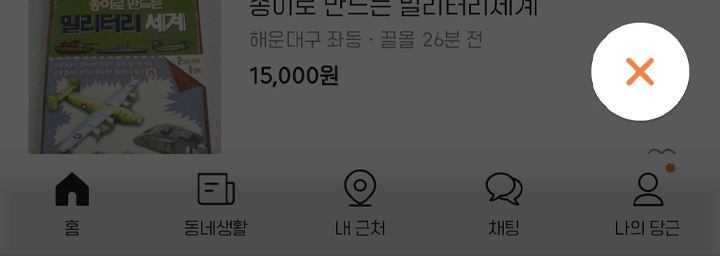 종이로 만드는 밀리터리세계
종이로 만드는
밀리터리 세계
해운대구 좌동 · 끌올 26분 전
15,000원
홈
동네생활
내 근처
채팅
나의 당근